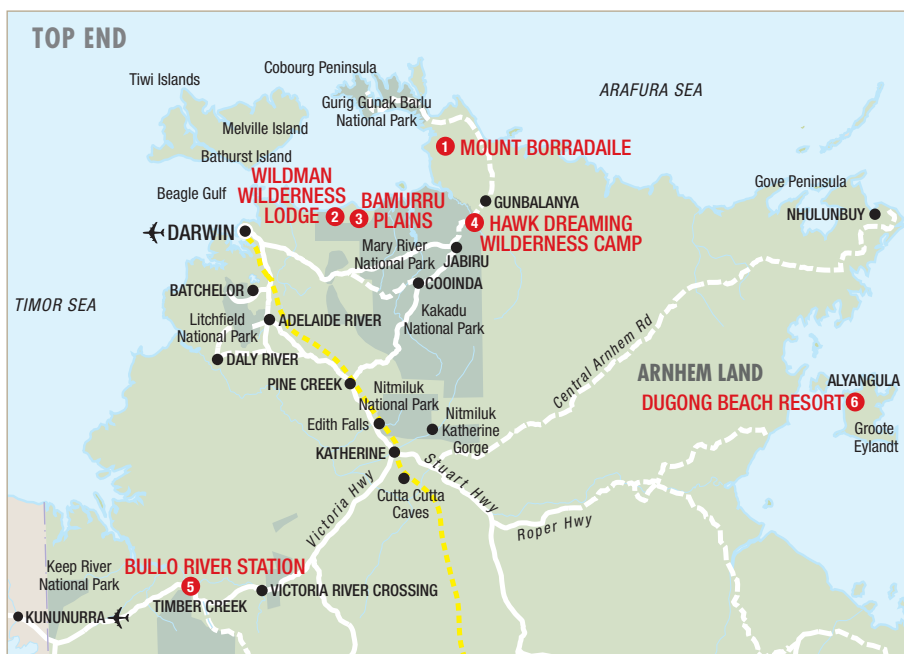 TOP END
Cobourg Peninsula
Tiwi Islands
ARAFURA SEA
Gurig Gunak Barlu
National Park
Melville Island
1 MOUNT BORRADAILE
Bathurst Island
WILDMAN
WILDERNESS
LODGE 2
Beagle Gulf
3 BAMURRU
PLAINS
GUNBALANYA
Gove Peninsula
NHULUNBUY
4 HAWK DREAMING
WILDERNESS CAMP
DARWIN
Mary River
National Park
JABIRU
COOINDA
BATCHELOR
TIMOR SEA
Kakadu
National Park
Litchfield
National Park
ADELAIDE RIVER
Central Arnhem Rd
DALY RIVER
ARNHEM LAND
ALYANGULA
PINE CREEK
Nitmiluk
National Park
DUGONG BEACH RESORT 6
Edith Falls
Nitmiluk
Katherine
Gorge
Groote
Eylandt
KATHERINE
Stuart Hwy
Victoria Hwy
Cutta Cutta
Caves
Roper Hwy
Keep River
National Park
BULLO RIVER STATION
5
TIMBER CREEK
VICTORIA RIVER CROSSING
KUNUNURRA